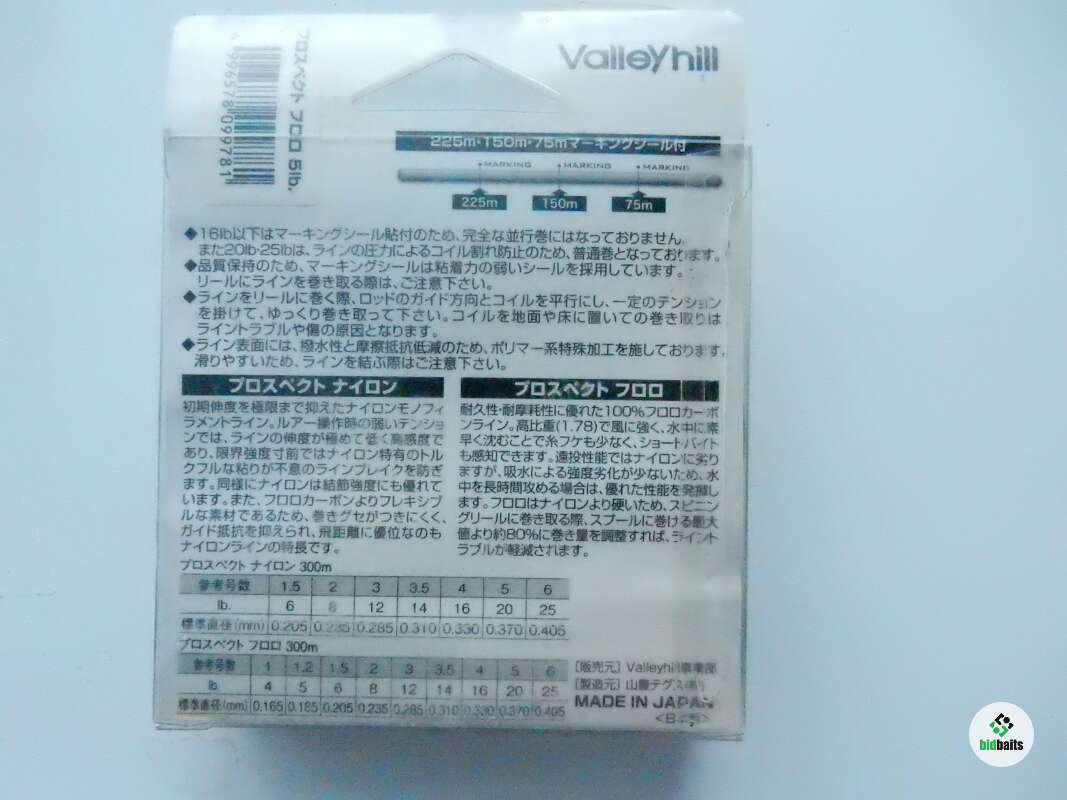 Valleyhill
プロスペクト フロロ 5lb.
4 996578 099781
225m・150m・75mマーキングシール付
MARKING MARKING MARKING
225m 150m 75m
◆16lb以下はマーキングシール貼付のため、完全な並行巻にはなっておりません。
また20lb・25lbは、ラインの圧力によるコイル割れ防止のため、普通巻となっております。
◆品質保持のため、マーキングシールは粘着力の弱いシールを採用しています。
リールにラインを巻き取る際は、ご注意下さい。
◆ラインをリールに巻く際、ロッドのガイド方向とコイルを平行にし、一定のテンション
を掛けて、ゆっくり巻き取って下さい。コイルを地面や床に置いての巻き取りは
ライントラブルや傷の原因となります。
◆ライン表面には、撥水性と摩擦抵抗低減のため、ポリマー系特殊加工を施しております。
滑りやすいため、ラインを結ぶ際はご注意下さい。
プロスペクト ナイロン
初期伸度を極限まで抑えたナイロンモノフィ
ラメントライン。ルアー操作時の弱いテンショ
ンでは、ラインの伸度が極めて低く高感度で
あり、限界強度寸前ではナイロン特有のトル
クフルな粘りが不意のラインブレイクを防ぎ
ます。同様にナイロンは結節強度にも優れて
います。また、フロロカーボンよりフレキシブ
ルな素材であるため、巻きグセがつきにくく、
ガイド抵抗を抑えられ、飛距離に優位なのも
ナイロンラインの特長です。
プロスペクト フロロ
耐久性・耐摩耗性に優れた100%フロロカーボ
ンライン。高比重(1.78)で風に強く、水中に素
早く沈むことで糸フケも少なく、ショートバイト
も感知できます。遠投性能ではナイロンに劣り
ますが、吸水による強度劣化が少ないため、水
中を長時間攻める場合は、優れた性能を発揮し
ます。フロロはナイロンより硬いため、スピニン
グリールに巻き取る際、スプールに巻ける最大
値より約80%に巻き量を調整すれば、ライント
ラブルが軽減されます。
プロスペクト ナイロン 300m
参考号数 1.5 2 3 3.5 4 5 6
lb. 6 8 12 14 16 20 25
標準直径(mm) 0.205 0.235 0.285 0.310 0.330 0.370 0.405
プロスペクト フロロ 300m
参考号数 1 1.2 1.5 2 3 3.5 4 5 6
lb. 4 5 6 8 12 14 16 20 25
標準直径(mm) 0.165 0.185 0.205 0.235 0.285 0.310 0.330 0.370 0.405
[販売元] Valleyhill事業部
[製造元] 山豊テグス(株)
MADE IN JAPAN
bidbaits